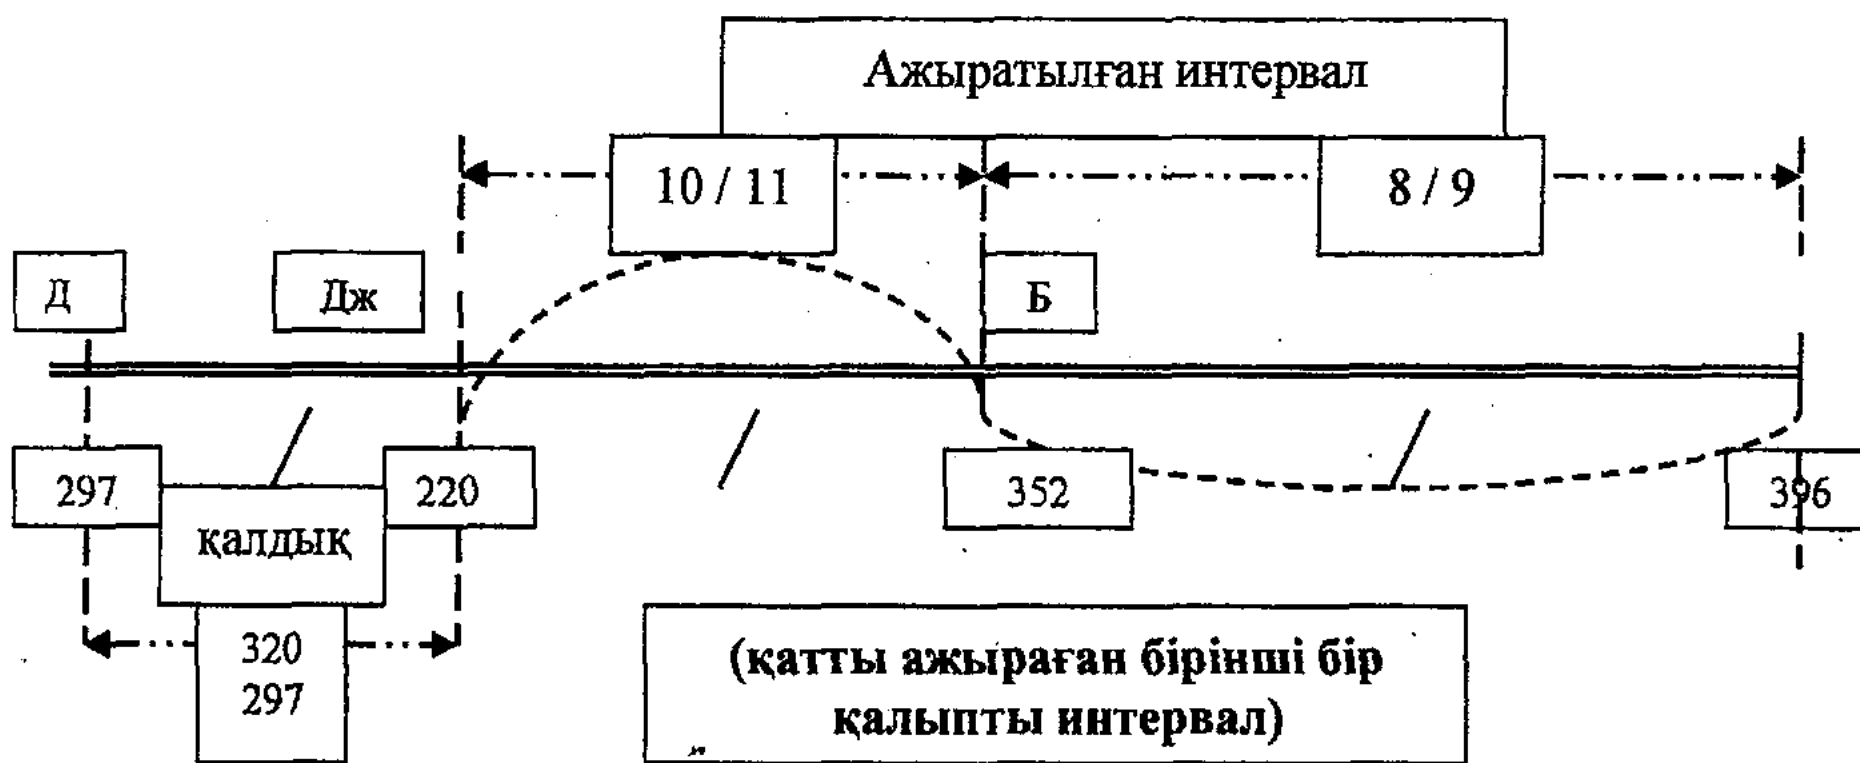 Ажыратылған интервал
10 / 11
8 / 9
Д
Дж
Б
297
220
352
396
қалдық
320
297
(қатты ажыраған бірінші бір
қалыпты интервал)